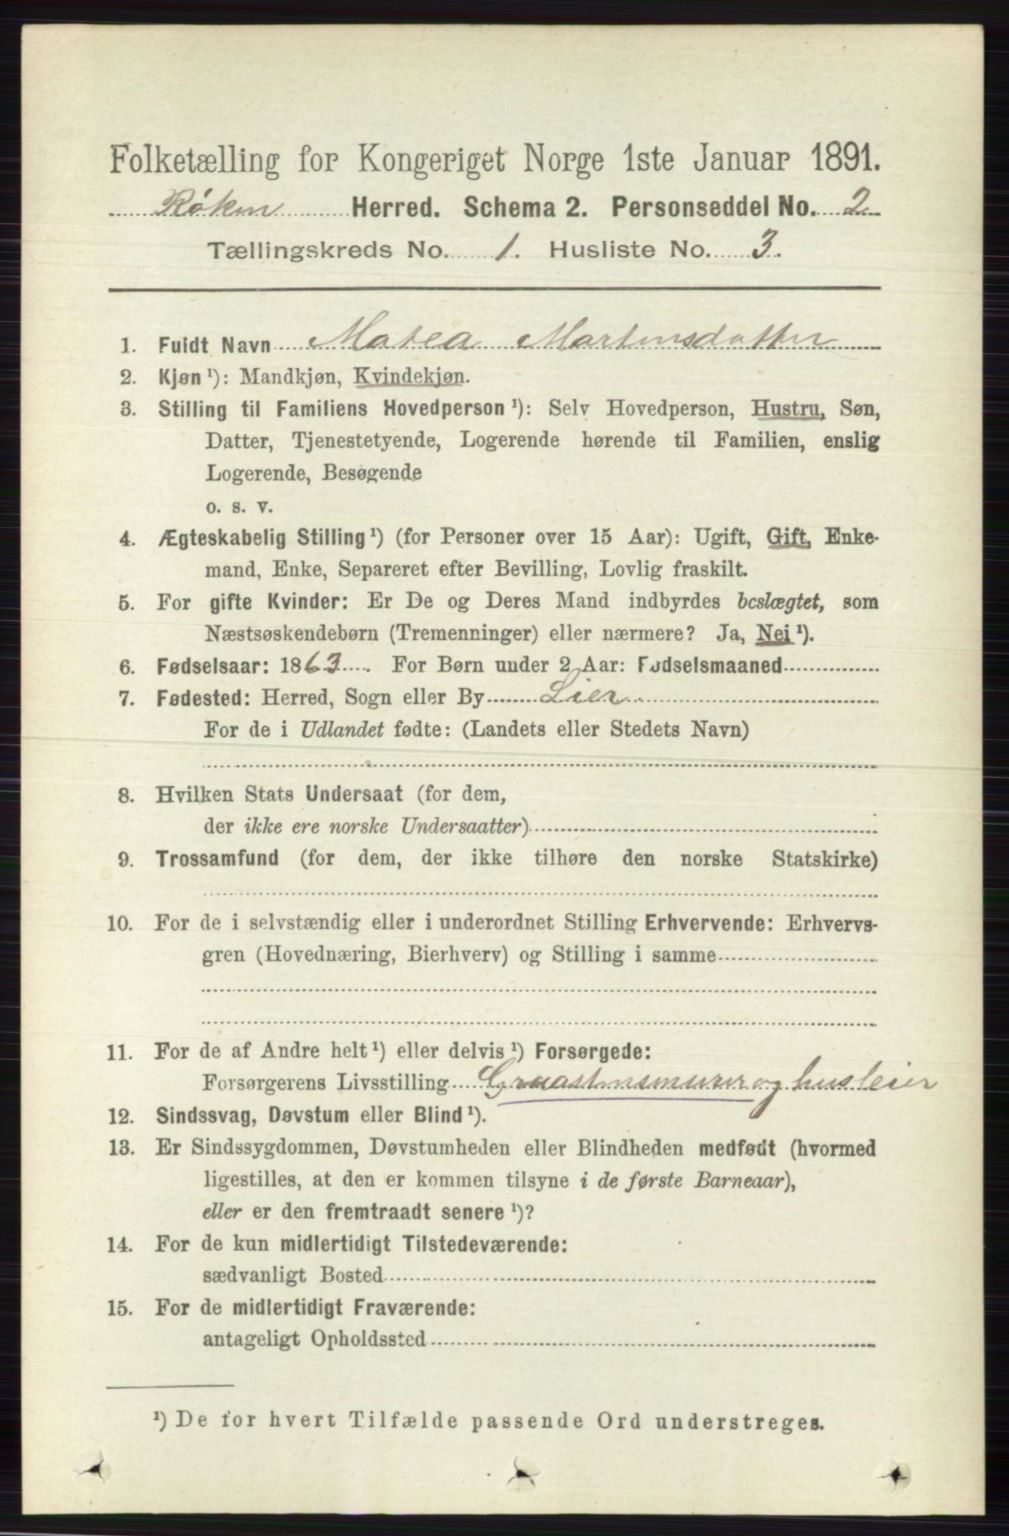 Folketælling for Kongeriget Norge 1ste Januar 1891.
Røken Herred. Schema 2. Personseddel No. 2
Tællingskreds No. 1. Husliste No. 3.
1. Fuldt Navn Matea Martinsdatter
2. Kjøn ¹): Mandkjøn, Kvindekjøn.
3. Stilling til Familiens Hovedperson ¹): Selv Hovedperson, Hustru, Søn,
Datter, Tjenestetyende, Logerende hørende til Familien, enslig
Logerende, Besøgende
o. s. v.
4. Ægteskabelig Stilling ¹) (for Personer over 15 Aar): Ugift, Gift, Enke-
mand, Enke, Separeret efter Bevilling, Lovlig fraskilt.
5. For gifte Kvinder: Er De og Deres Mand indbyrdes beslægtet, som
Næstsøskendebørn (Tremenninger) eller nærmere? Ja, Nei ¹).
6. Fødselsaar: 1863. For Børn under 2 Aar: Fødselsmaaned
7. Fødested: Herred, Sogn eller By Lier
For de i Udlandet fødte: (Landets eller Stedets Navn)
8. Hvilken Stats Undersaat (for dem,
der ikke ere norske Undersaatter)
9. Trossamfund (for dem, der ikke tilhøre den norske Statskirke)
10. For de i selvstændig eller i underordnet Stilling Erhvervende: Erhvervs-
gren (Hovednæring, Bierhverv) og Stilling i samme
11. For de af Andre helt ¹) eller delvis ¹) Forsørgede:
Forsørgerens Livsstilling Graastensmurer og husleier
12. Sindssvag, Døvstum eller Blind ¹).
13. Er Sindssygdommen, Døvstumheden eller Blindheden medfødt (hvormed
ligestilles, at den er kommen tilsyne i de første Barneaar),
eller er den fremtraadt senere ¹)?
14. For de kun midlertidigt Tilstedeværende:
sædvanligt Bosted
15. For de midlertidigt Fraværende:
antageligt Opholdssted
¹) De for hvert Tilfælde passende Ord understreges.